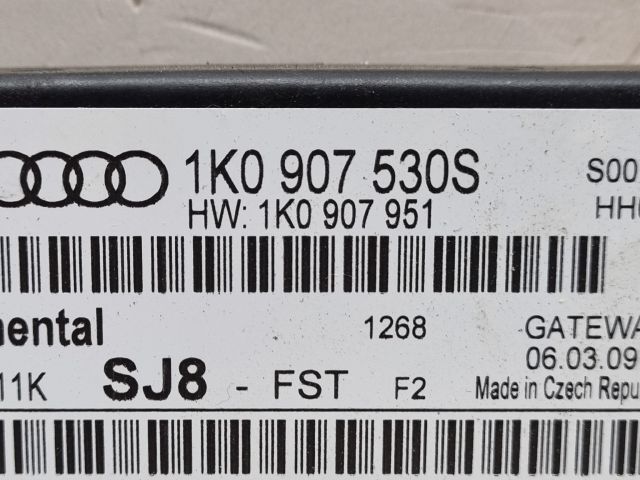 1K0 907 530S S00
HW: 1K0 907 951 HH
nental 1268 GATEWA
06.03.09
11K SJ8 - FST F2 Made in Czech Repu